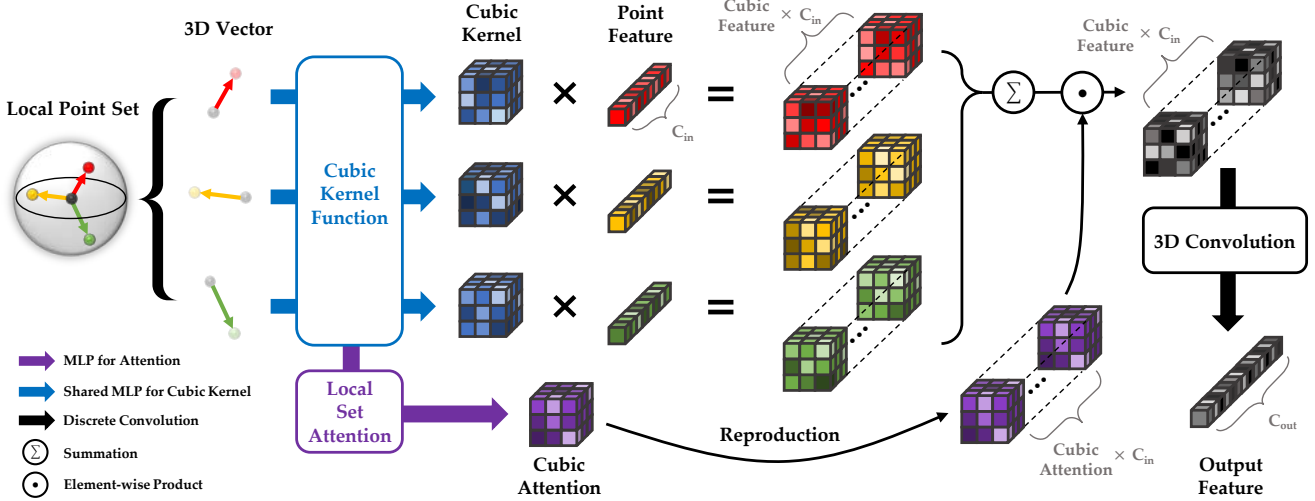 3D Vector
Cubic
Kernel
Point
Feature
Cubic
Feature × Cin
Cubic
Feature × Cin
Local Point Set
Cubic
Kernel
Function
× Cin =
× =
× =
Σ
3D Convolution
MLP for Attention
Shared MLP for Cubic Kernel
Discrete Convolution
Σ Summation
Element-wise Product
Local
Set
Attention
Cubic
Attention
Reproduction
Cubic
Attention × Cin
Cout
Output
Feature